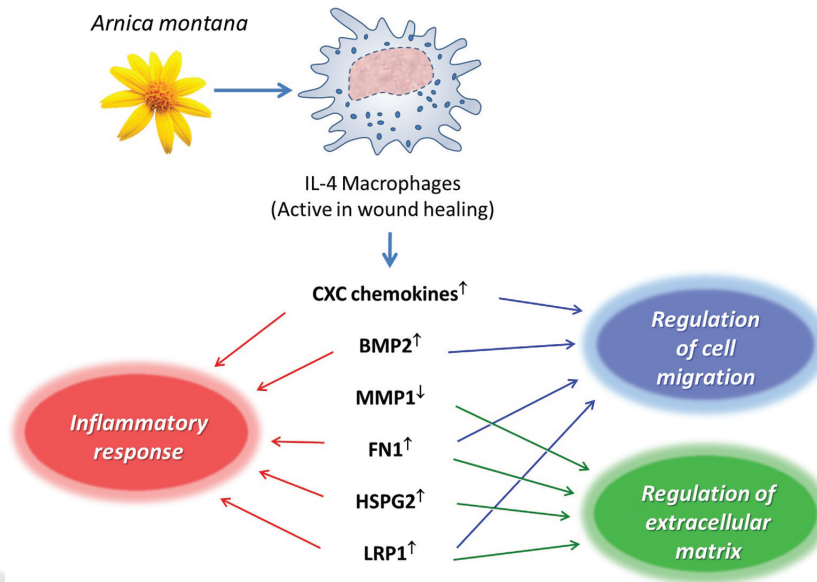 Arnica montana
IL-4 Macrophages
(Active in wound healing)
CXC chemokines↑
BMP2↑
MMP1↓
FN1↑
HSPG2↑
LRP1↑
Inflammatory
response
Regulation
of cell
migration
Regulation of
extracellular
matrix